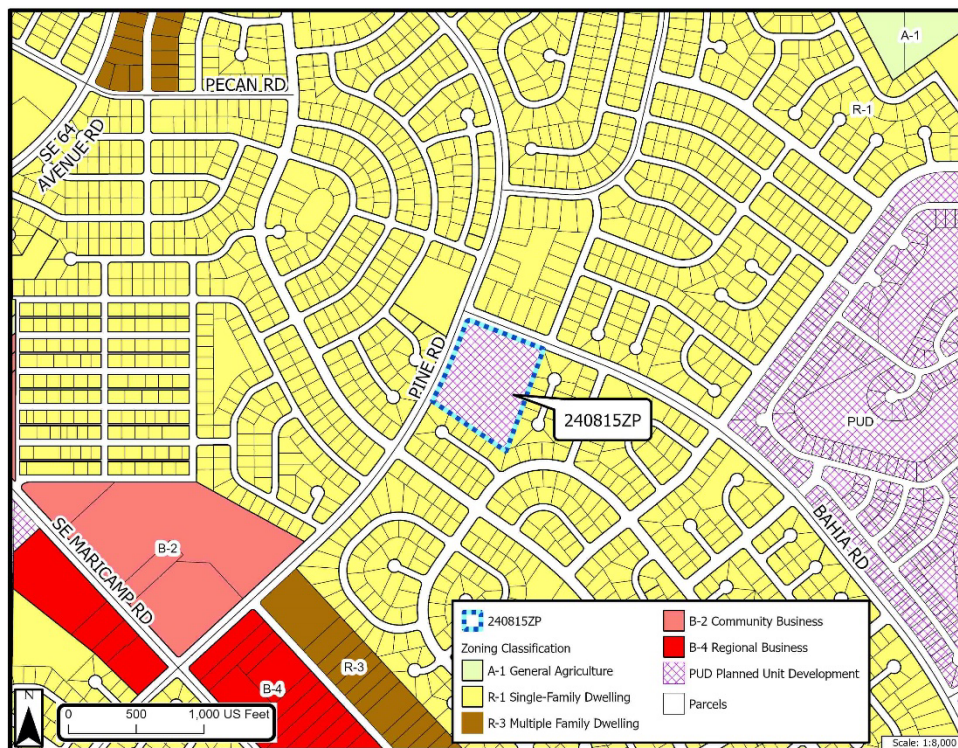 A-1
PECAN RD
R-1
SE 64
AVENUE RD
PINE RD
240815ZP
PUD
BAHIA RD
B-2
SE MARICAMP RD
R-3
B-4
N
0 500 1,000 US Feet
240815ZP
Zoning Classification
A-1 General Agriculture
R-1 Single-Family Dwelling
R-3 Multiple Family Dwelling
B-2 Community Business
B-4 Regional Business
PUD Planned Unit Development
Parcels
Scale: 1:8,000